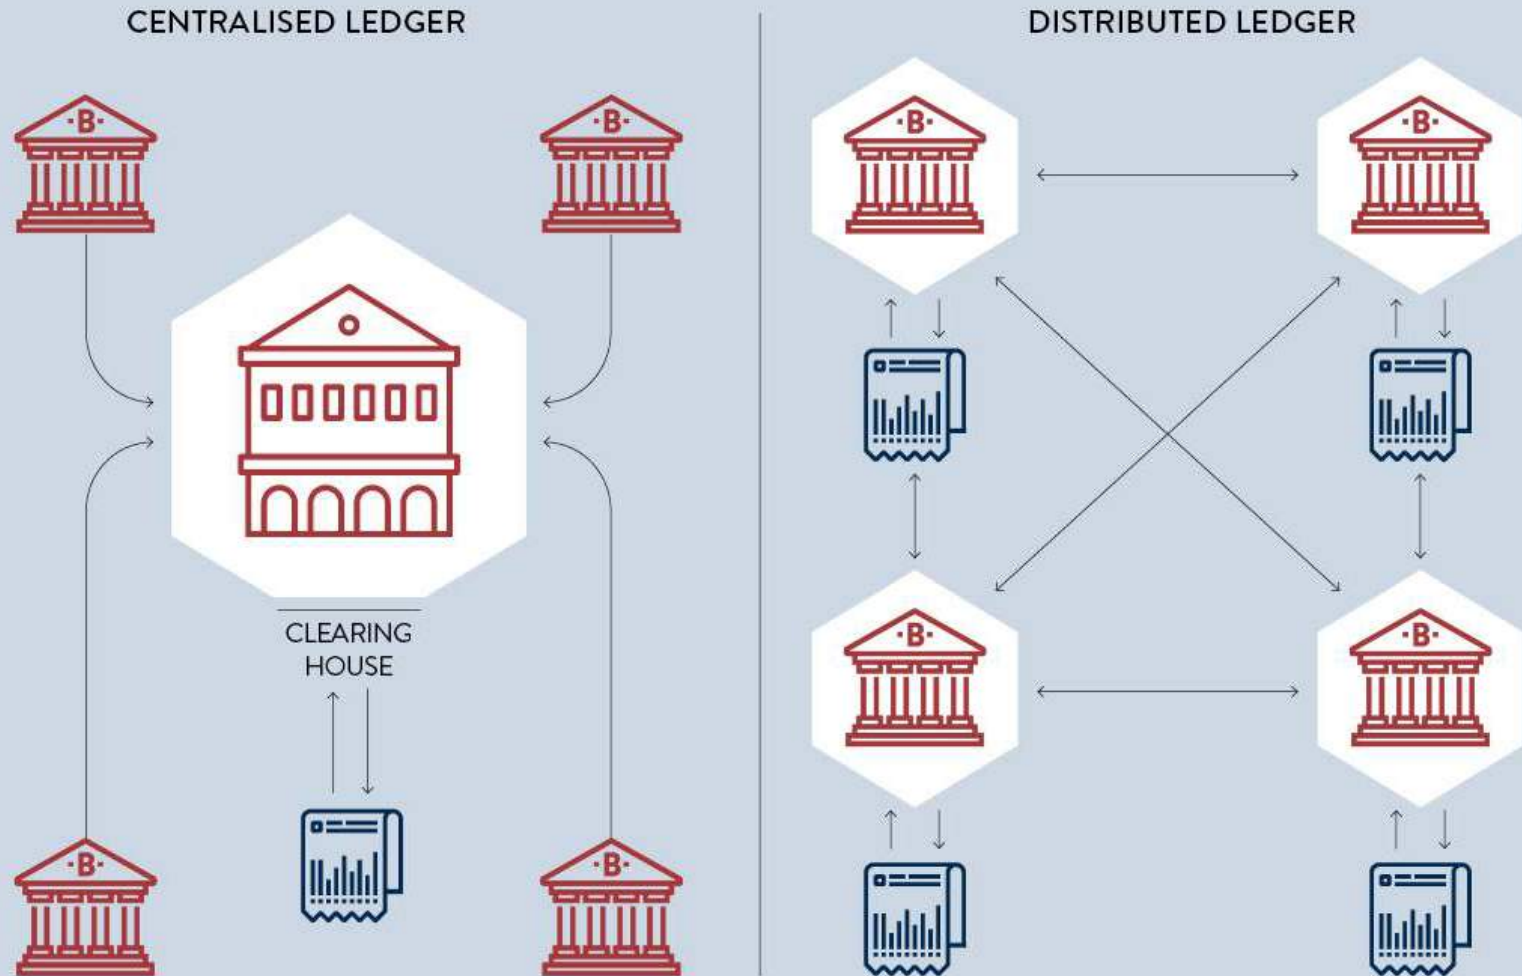 CENTRALISED LEDGER
DISTRIBUTED LEDGER
·B·
·B·
·B·
·B·
CLEARING
HOUSE
·B·
·B·
·B·
·B·